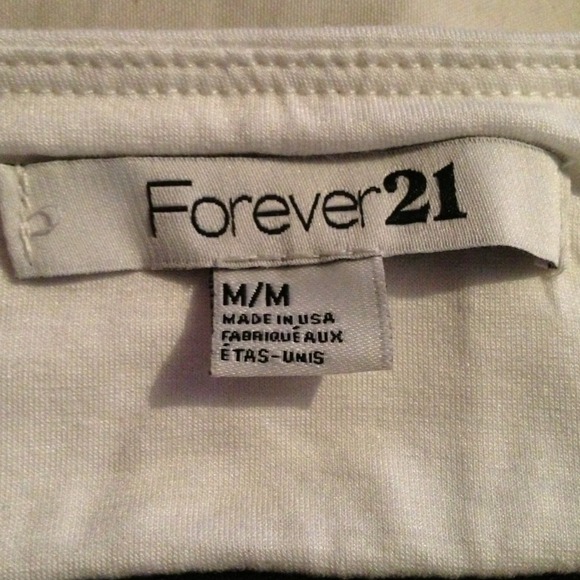 Forever21
M/M
MADE IN USA
FABRIQUÉ AUX
ÉTAS-UNIS